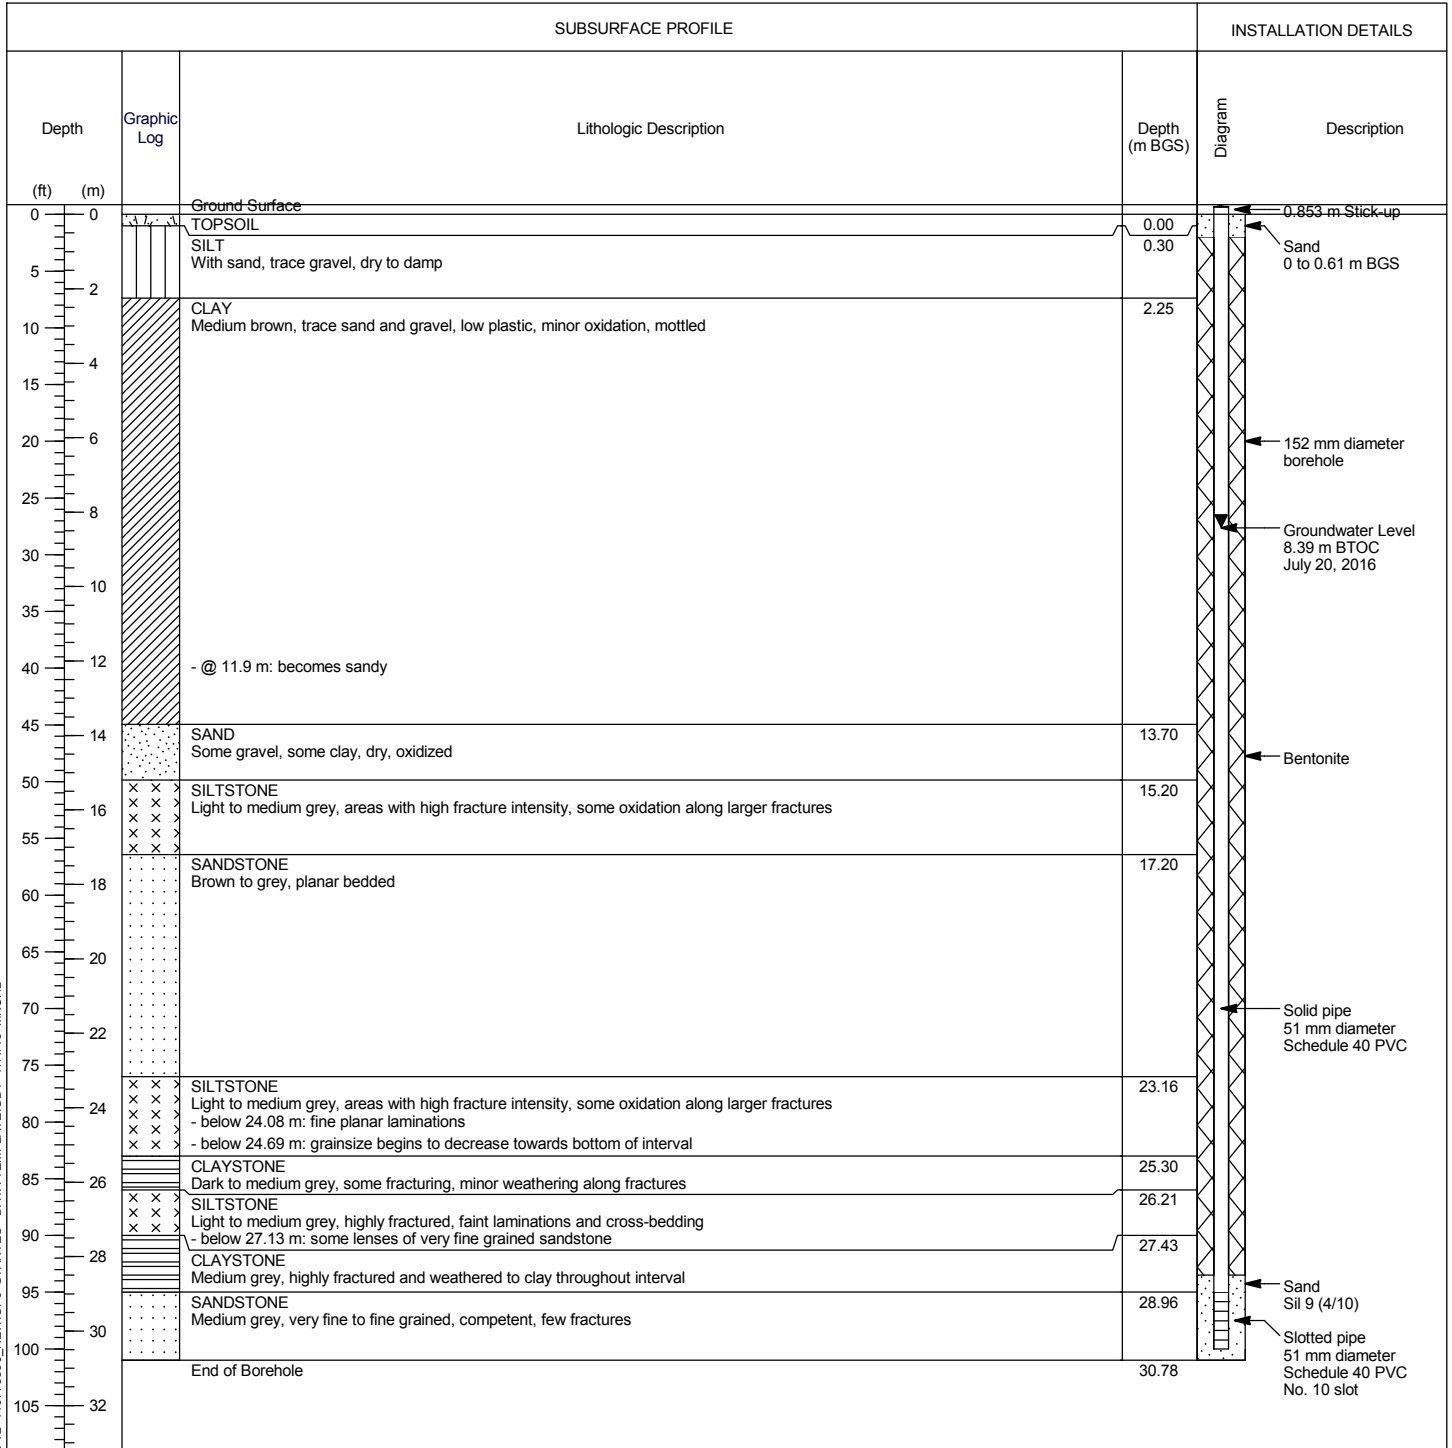 SUBSURFACE PROFILE
INSTALLATION DETAILS
Depth
Graphic
Log
Lithologic Description
Depth
(m BGS)
Diagram
Description
(ft)
(m)
Ground Surface
0
0
TOPSOIL
0.00
0.853 m Stick-up
SILT
0.30
With sand, trace gravel, dry to damp
Sand
0 to 0.61 m BGS
5
2
CLAY
2.25
Medium brown, trace sand and gravel, low plastic, minor oxidation, mottled
10
4
15
20
6
152 mm diameter
borehole
25
8
Groundwater Level
8.39 m BTOC
July 20, 2016
30
10
35
40
12
- @ 11.9 m: becomes sandy
45
14
SAND
13.70
Some gravel, some clay, dry, oxidized
Bentonite
50
SILTSTONE
15.20
Light to medium grey, areas with high fracture intensity, some oxidation along larger fractures
16
55
SANDSTONE
17.20
Brown to grey, planar bedded
18
60
65
20
70
22
Solid pipe
51 mm diameter
Schedule 40 PVC
75
SILTSTONE
23.16
Light to medium grey, areas with high fracture intensity, some oxidation along larger fractures
24
- below 24.08 m: fine planar laminations
80
- below 24.69 m: grainsize begins to decrease towards bottom of interval
CLAYSTONE
25.30
Dark to medium grey, some fracturing, minor weathering along fractures
85
26
SILTSTONE
26.21
Light to medium grey, highly fractured, faint laminations and cross-bedding
- below 27.13 m: some lenses of very fine grained sandstone
90
27.43
28
CLAYSTONE
Medium grey, highly fractured and weathered to clay throughout interval
95
SANDSTONE
28.96
Medium grey, very fine to fine grained, competent, few fractures
Sand
Sil 9 (4/10)
30
100
Slotted pipe
51 mm diameter
Schedule 40 PVC
No. 10 slot
End of Borehole
30.78
105
32